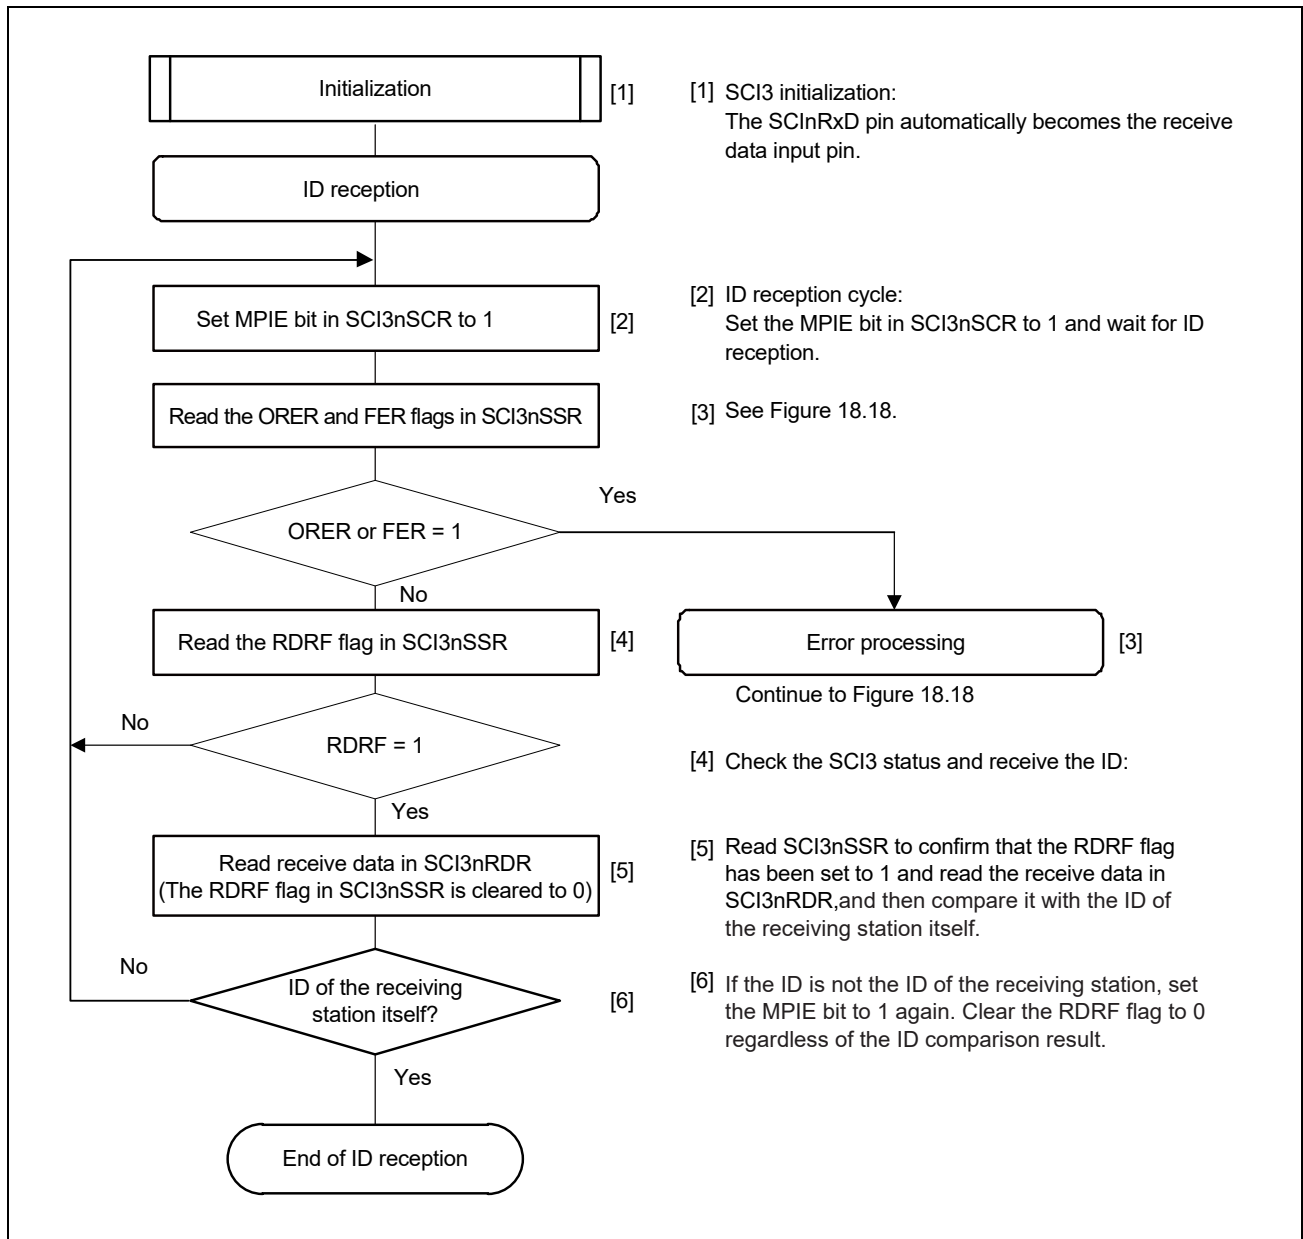 Initialization
[1]
[1] SCI3 initialization:
The SCInRxD pin automatically becomes the receive
data input pin.
ID reception
Set MPIE bit in SCI3nSCR to 1
[2]
[2] ID reception cycle:
Set the MPIE bit in SCI3nSCR to 1 and wait for ID
reception.
Read the ORER and FER flags in SCI3nSSR
[3] See Figure 18.18.
Yes
ORER or FER = 1
No
Read the RDRF flag in SCI3nSSR
[4]
Error processing
[3]
Continue to Figure 18.18
No
RDRF = 1
[4] Check the SCI3 status and receive the ID:
Yes
Read receive data in SCI3nRDR
(The RDRF flag in SCI3nSSR is cleared to 0)
[5]
[5] Read SCI3nSSR to confirm that the RDRF flag
has been set to 1 and read the receive data in
SCI3nRDR,and then compare it with the ID of
the receiving station itself.
No
ID of the receiving
station itself?
[6]
[6] If the ID is not the ID of the receiving station, set
the MPIE bit to 1 again. Clear the RDRF flag to 0
regardless of the ID comparison result.
Yes
End of ID reception